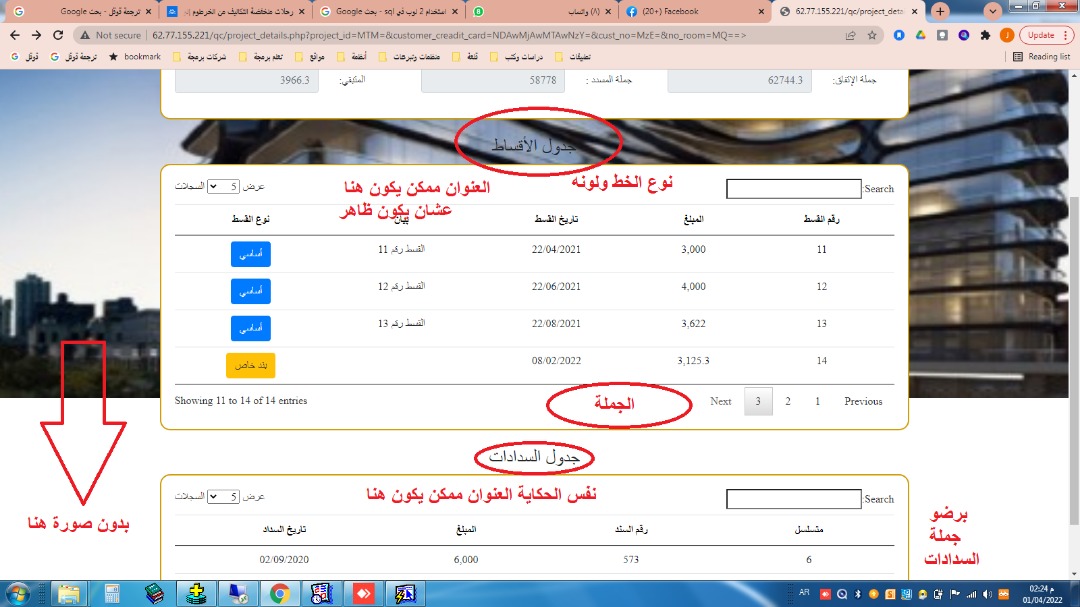 ترجمة قوقل - بحث Google
رحلات منخفضة التكاليف من الخرطوم إ
استخدام 2 لوب في sql - بحث Google
(٨) واتساب
(20+) Facebook
62.77.155.221/qc/project_deta
Not secure
62.77.155.221/qc/project_details.php?project_id=MTM=&customer_creadit_card=NDAwMjAwMTAwNzY=&cust_no=MzE=&no_room=MQ==>
Update
قوقل
ترجمة قوقل
bookmark
شركات برمجة
تعلم برمجة
مواقع
أنظمة
منظمات وتبرعات
قتلة
دراسات وكتب
تطبيقات
Reading list
جملة الإتفاق:
62744.3
جملة المسدد :
58778
المتبقي:
3966.3
جدول الأقساط
Search:
نوع الخط ولونه
العنوان ممكن يكون هنا
عشان يكون ظاهر
عرض 5 السجلات
رقم القسط المبلغ تاريخ القسط بيان نوع القسط
11 3,000 22/04/2021 القسط رقم 11 أساسي
12 4,000 22/06/2021 القسط رقم 12 أساسي
13 3,622 22/08/2021 القسط رقم 13 أساسي
14 3,125.3 08/02/2022 بند خاص
Previous 1 2 3 Next
الجملة
Showing 11 to 14 of 14 entries
جدول السدادات
Search:
نفس الحكاية العنوان ممكن يكون هنا
عرض 5 السجلات
بدون صورة هنا
برضو
جملة
السدادات
متسلسل رقم السند المبلغ تاريخ السداد
6 573 6,000 02/09/2020
AR
02:24 م
01/04/2022